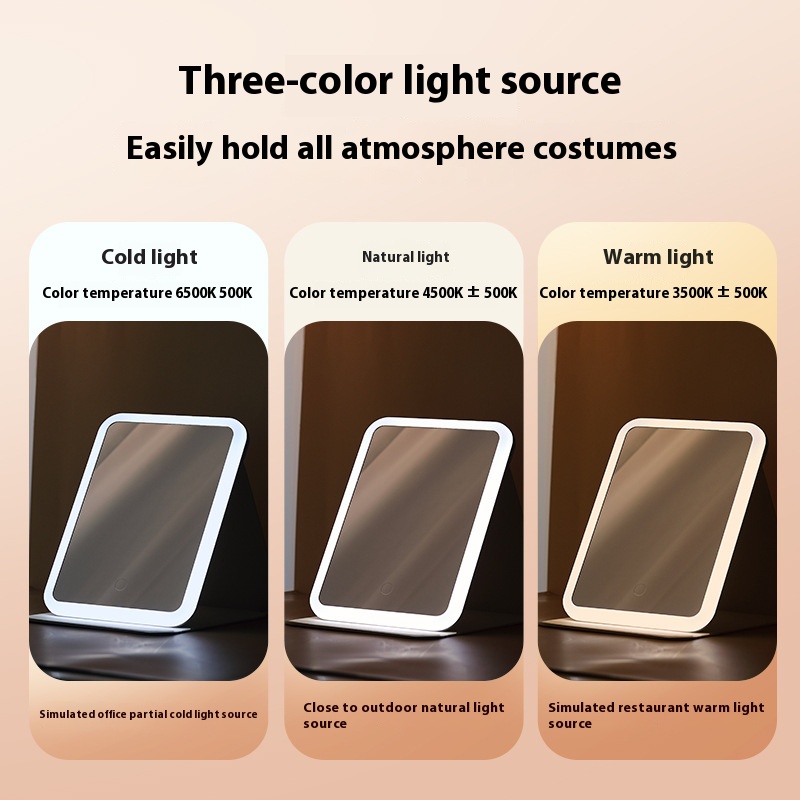 Three-color light source
Easily hold all atmosphere costumes
Cold light
Color temperature 6500K 500K
Simulated office partial cold light source
Natural light
Color temperature 4500K ± 500K
Close to outdoor natural light
source
Warm light
Color temperature 3500K ± 500K
Simulated restaurant warm light
source